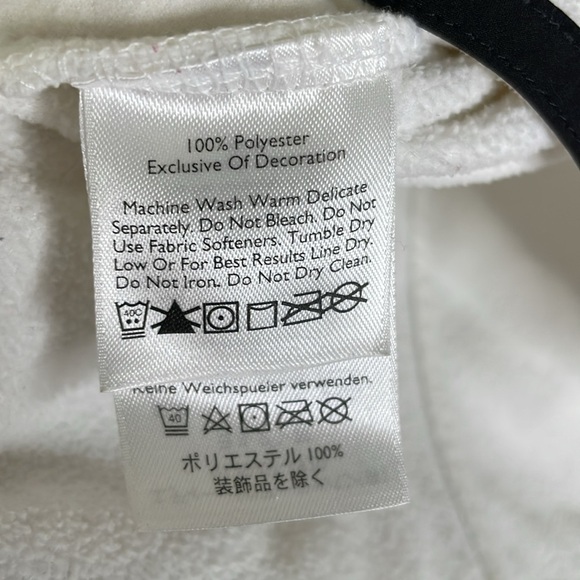 100% Polyester
Exclusive Of Decoration
Machine Wash Warm Delicate
Separately. Do Not Bleach. Do Not
Use Fabric Softeners. Tumble Dry
Low Or For Best Results Line Dry.
Do Not Iron. Do Not Dry Clean.
40C
Keine Weichspueler verwenden.
40
ポリエステル 100%
装飾品を除く